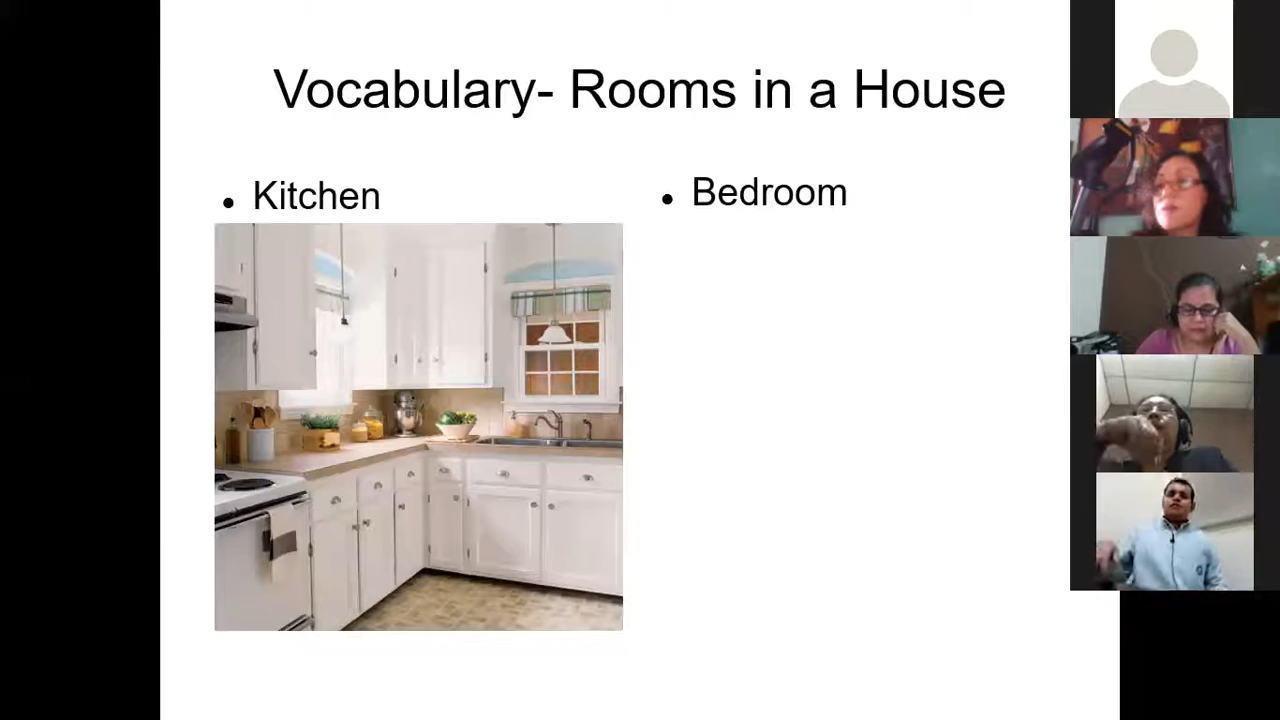 Vocabulary- Rooms in a House
• Kitchen
• Bedroom